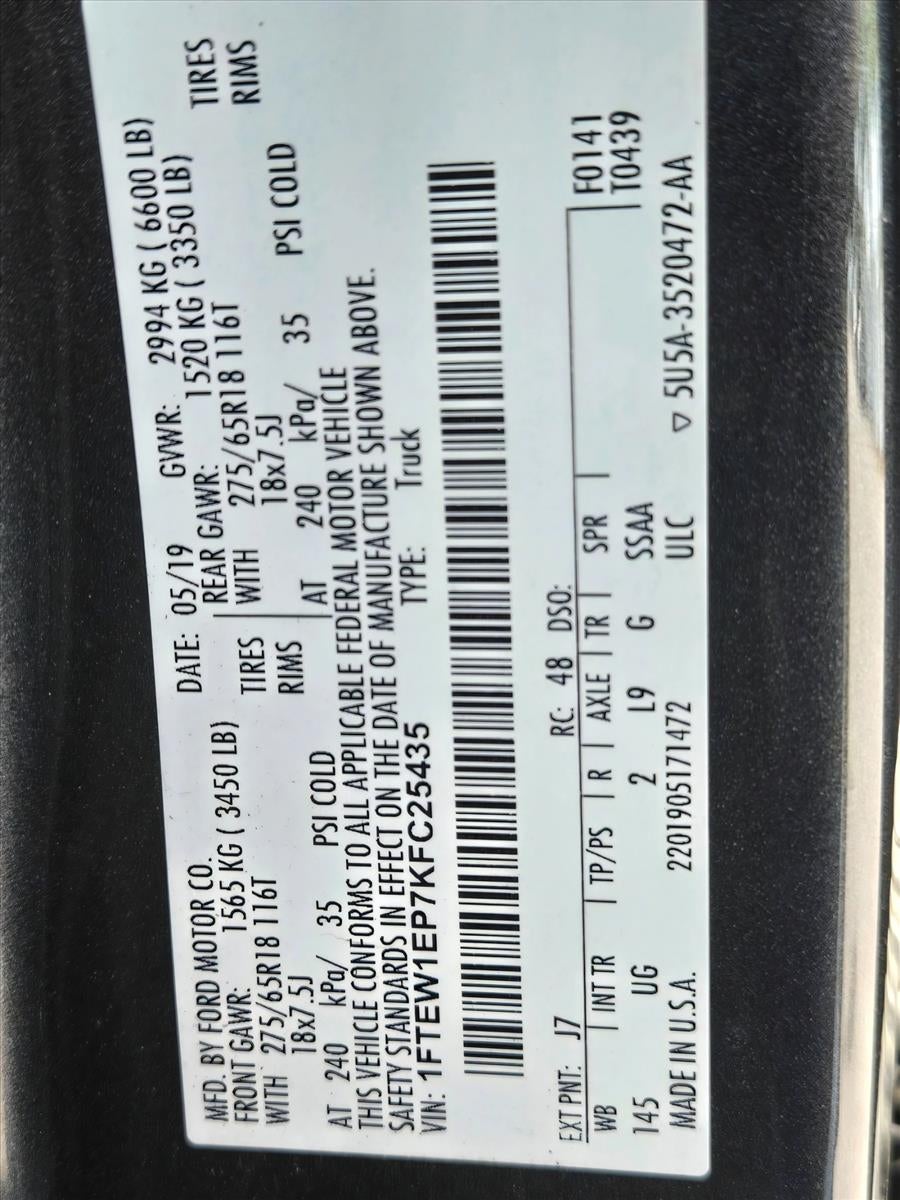 MFD. BY FORD MOTOR CO. DATE: 05/19 GVWR: 2994 KG ( 6600 LB)
FRONT GAWR: 1565 KG ( 3450 LB) REAR GAWR: 1520 KG ( 3350 LB)
WITH 275/65R18 116T TIRES WITH 275/65R18 116T TIRES
18x7.5J RIMS 18x7.5J RIMS
AT 240 kPa/ 35 PSI COLD AT 240 kPa/ 35 PSI COLD
THIS VEHICLE CONFORMS TO ALL APPLICABLE FEDERAL MOTOR VEHICLE
SAFETY STANDARDS IN EFFECT ON THE DATE OF MANUFACTURE SHOWN ABOVE.
VIN: 1FTEW1EP7KFC25435 TYPE: Truck
EXT PNT: J7 RC: 48 DSO: F0141
WB INT TR TP/PS R AXLE TR SPR T0439
145 UG 2 L9 G SSAA
MADE IN U.S.A. 2201905171472 ULC ▽ 5U5A-3520472-AA